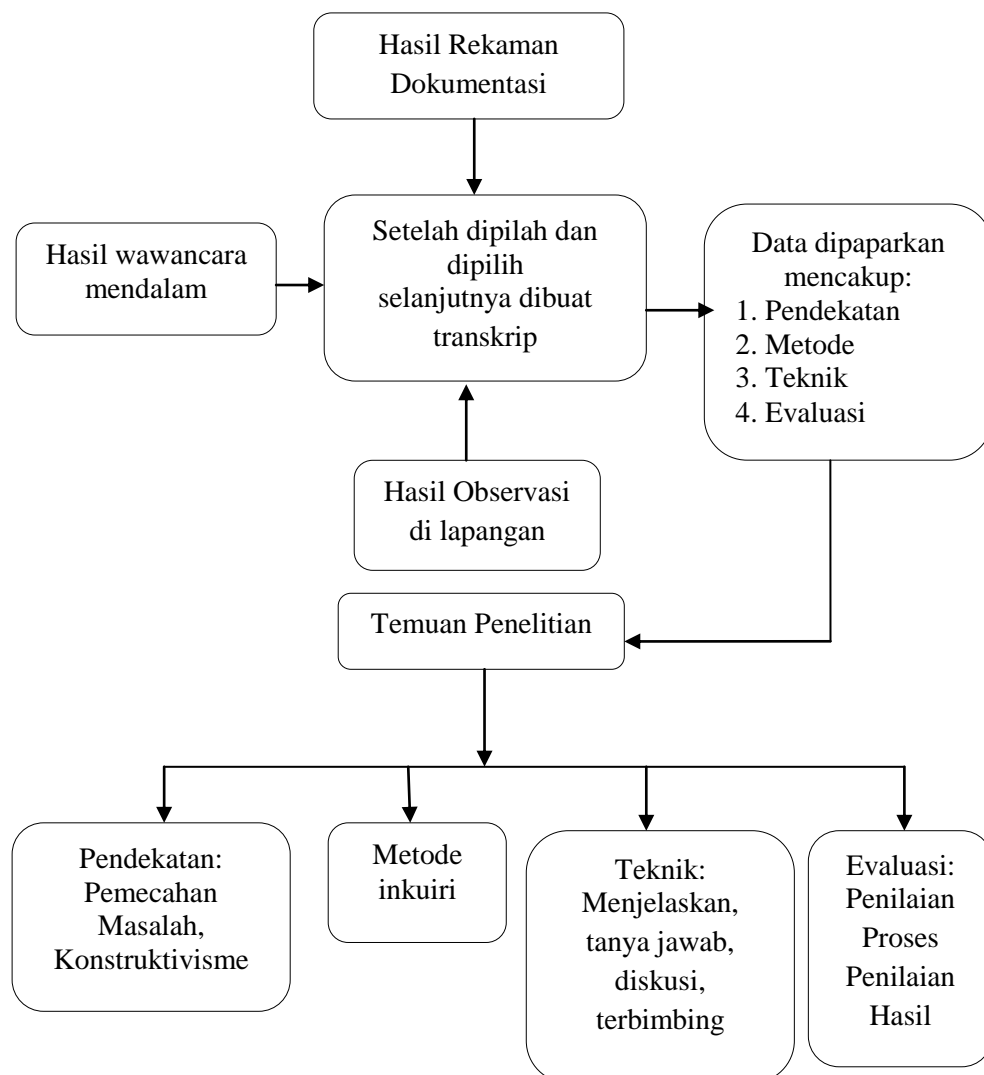 Hasil Rekaman
Dokumentasi
Hasil wawancara
mendalam
Setelah dipilah dan
dipilih
selanjutnya dibuat
transkrip
Data dipaparkan
mencakup:
1. Pendekatan
2. Metode
3. Teknik
4. Evaluasi
Hasil Observasi
di lapangan
Temuan Penelitian
Pendekatan:
Pemecahan
Masalah,
Konstruktivisme
Metode
inkuiri
Teknik:
Menjelaskan,
tanya jawab,
diskusi,
terbimbing
Evaluasi:
Penilaian
Proses
Penilaian
Hasil